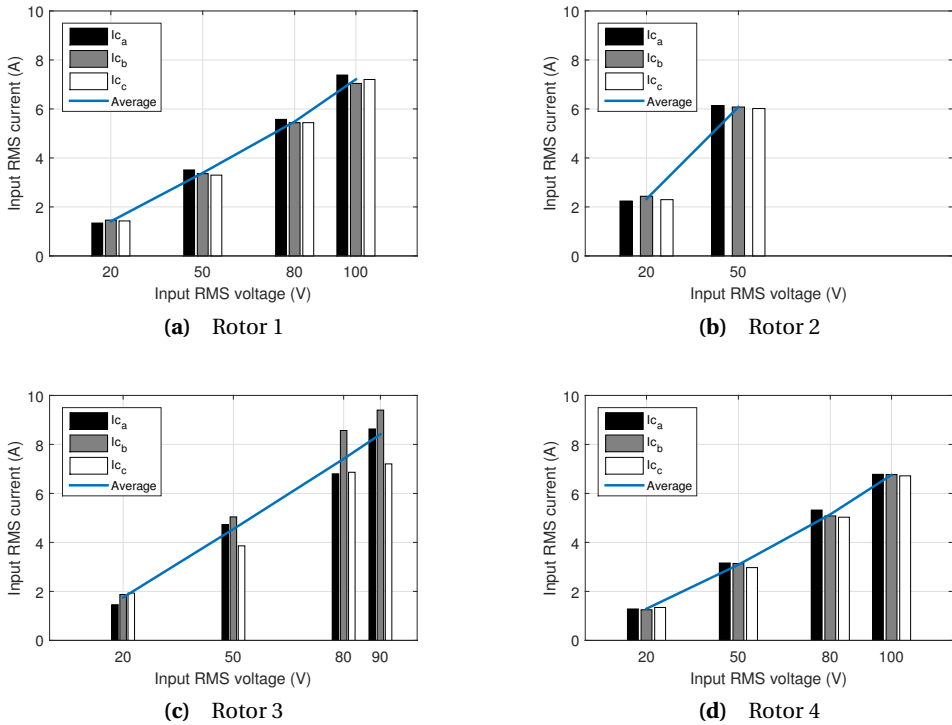 10
8
6
4
2
0
Input RMS current (A)
Ic_a
Ic_b
Ic_c
Average
20 50 80 100
Input RMS voltage (V)
(a) Rotor 1
10
8
6
4
2
0
Input RMS current (A)
Ic_a
Ic_b
Ic_c
Average
20 50
Input RMS voltage (V)
(b) Rotor 2
10
8
6
4
2
0
Input RMS current (A)
Ic_a
Ic_b
Ic_c
Average
20 50 80 90
Input RMS voltage (V)
(c) Rotor 3
10
8
6
4
2
0
Input RMS current (A)
Ic_a
Ic_b
Ic_c
Average
20 50 80 100
Input RMS voltage (V)
(d) Rotor 4